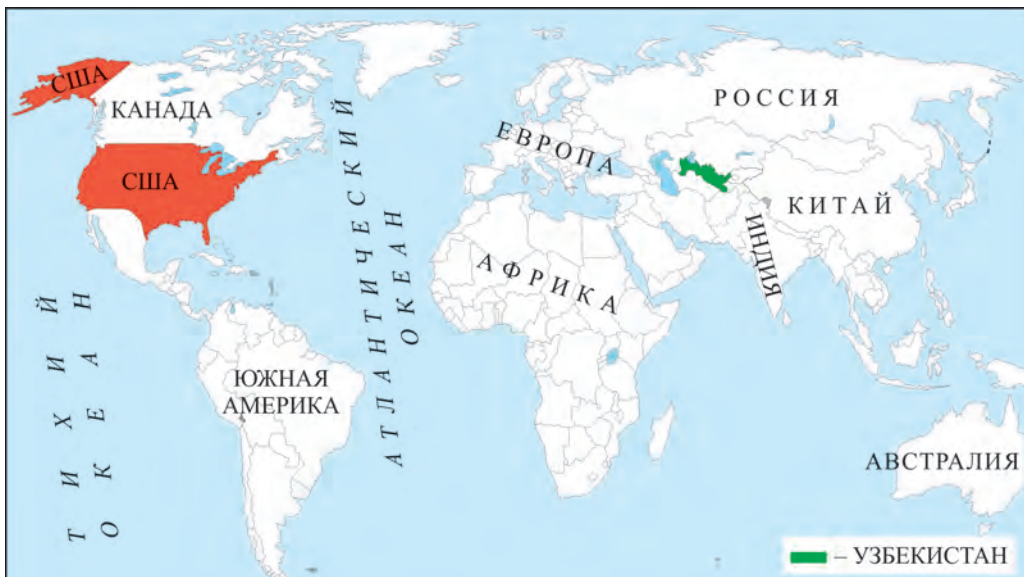 США
КАНАДА
США
ТИХИЙ
ОКЕАН
АТЛАНТИЧЕСКИЙ
ОКЕАН
ЮЖНАЯ
АМЕРИКА
ЕВРОПА
АФРИКА
РОССИЯ
КИТАЙ
ИНДИЯ
АВСТРАЛИЯ
– УЗБЕКИСТАН